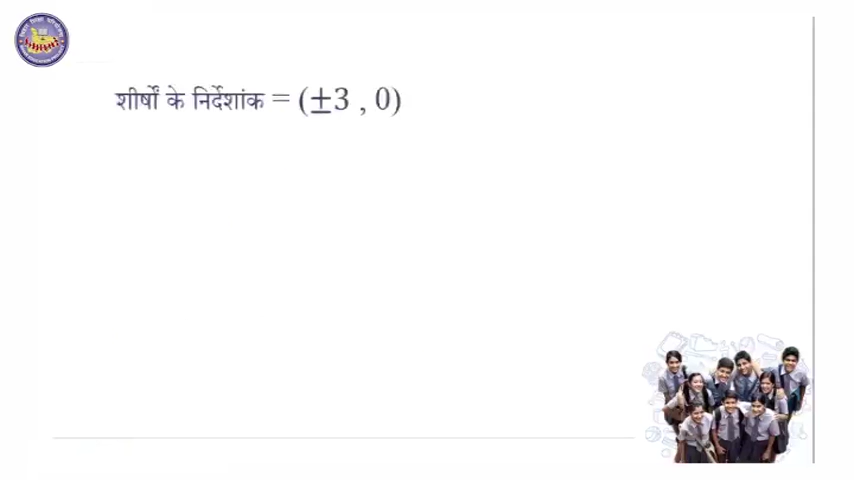 शीर्षों के निर्देशांक = (±3 , 0)